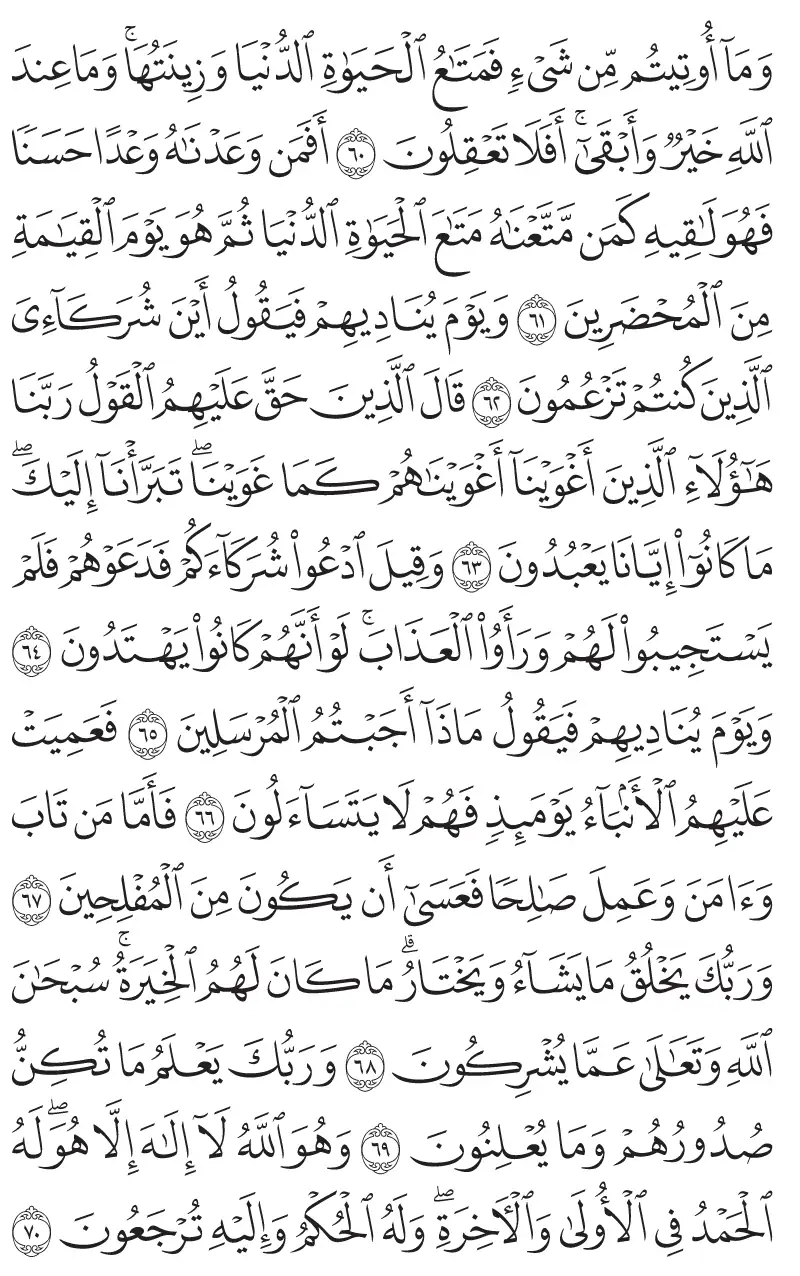 وَمَآ أُوتِيتُم مِّن شَىْءٍ فَمَتَـٰعُ ٱلْحَيَوٰةِ ٱلدُّنْيَا وَزِينَتُهَا ۚ وَمَا عِندَ
ٱللَّهِ خَيْرٌ وَأَبْقَىٰٓ ۚ أَفَلَا تَعْقِلُونَ ٦٠ أَفَمَن وَعَدْنَـٰهُ وَعْدًا حَسَنًا
فَهُوَ لَـٰقِيهِ كَمَن مَّتَّعْنَـٰهُ مَتَـٰعَ ٱلْحَيَوٰةِ ٱلدُّنْيَا ثُمَّ هُوَ يَوْمَ ٱلْقِيَـٰمَةِ
مِنَ ٱلْمُحْضَرِينَ ٦١ وَيَوْمَ يُنَادِيهِمْ فَيَقُولُ أَيْنَ شُرَكَآءِىَ
ٱلَّذِينَ كُنتُمْ تَزْعُمُونَ ٦٢ قَالَ ٱلَّذِينَ حَقَّ عَلَيْهِمُ ٱلْقَوْلُ رَبَّنَا
هَـٰٓؤُلَآءِ ٱلَّذِينَ أَغْوَيْنَآ أَغْوَيْنَـٰهُمْ كَمَا غَوَيْنَا ۖ تَبَرَّأْنَآ إِلَيْكَ ۖ
مَا كَانُوٓا۟ إِيَّانَا يَعْبُدُونَ ٦٣ وَقِيلَ ٱدْعُوا۟ شُرَكَآءَكُمْ فَدَعَوْهُمْ فَلَمْ
يَسْتَجِيبُوا۟ لَهُمْ وَرَأَوُا۟ ٱلْعَذَابَ ۚ لَوْ أَنَّهُمْ كَانُوا۟ يَهْتَدُونَ ٦٤
وَيَوْمَ يُنَادِيهِمْ فَيَقُولُ مَاذَآ أَجَبْتُمُ ٱلْمُرْسَلِينَ ٦٥ فَعَمِيَتْ
عَلَيْهِمُ ٱلْأَنۢبَآءُ يَوْمَئِذٍ فَهُمْ لَا يَتَسَآءَلُونَ ٦٦ فَأَمَّا مَن تَابَ
وَءَامَنَ وَعَمِلَ صَـٰلِحًا فَعَسَىٰٓ أَن يَكُونَ مِنَ ٱلْمُفْلِحِينَ ٦٧
وَرَبُّكَ يَخْلُقُ مَا يَشَآءُ وَيَخْتَارُ ۗ مَا كَانَ لَهُمُ ٱلْخِيَرَةُ ۚ سُبْحَـٰنَ
ٱللَّهِ وَتَعَـٰلَىٰ عَمَّا يُشْرِكُونَ ٦٨ وَرَبُّكَ يَعْلَمُ مَا تُكِنُّ
صُدُورُهُمْ وَمَا يُعْلِنُونَ ٦٩ وَهُوَ ٱللَّهُ لَآ إِلَـٰهَ إِلَّا هُوَ ۖ لَهُ
ٱلْحَمْدُ فِى ٱلْأُولَىٰ وَٱلْـَٔاخِرَةِ ۖ وَلَهُ ٱلْحُكْمُ وَإِلَيْهِ تُرْجَعُونَ ٧٠